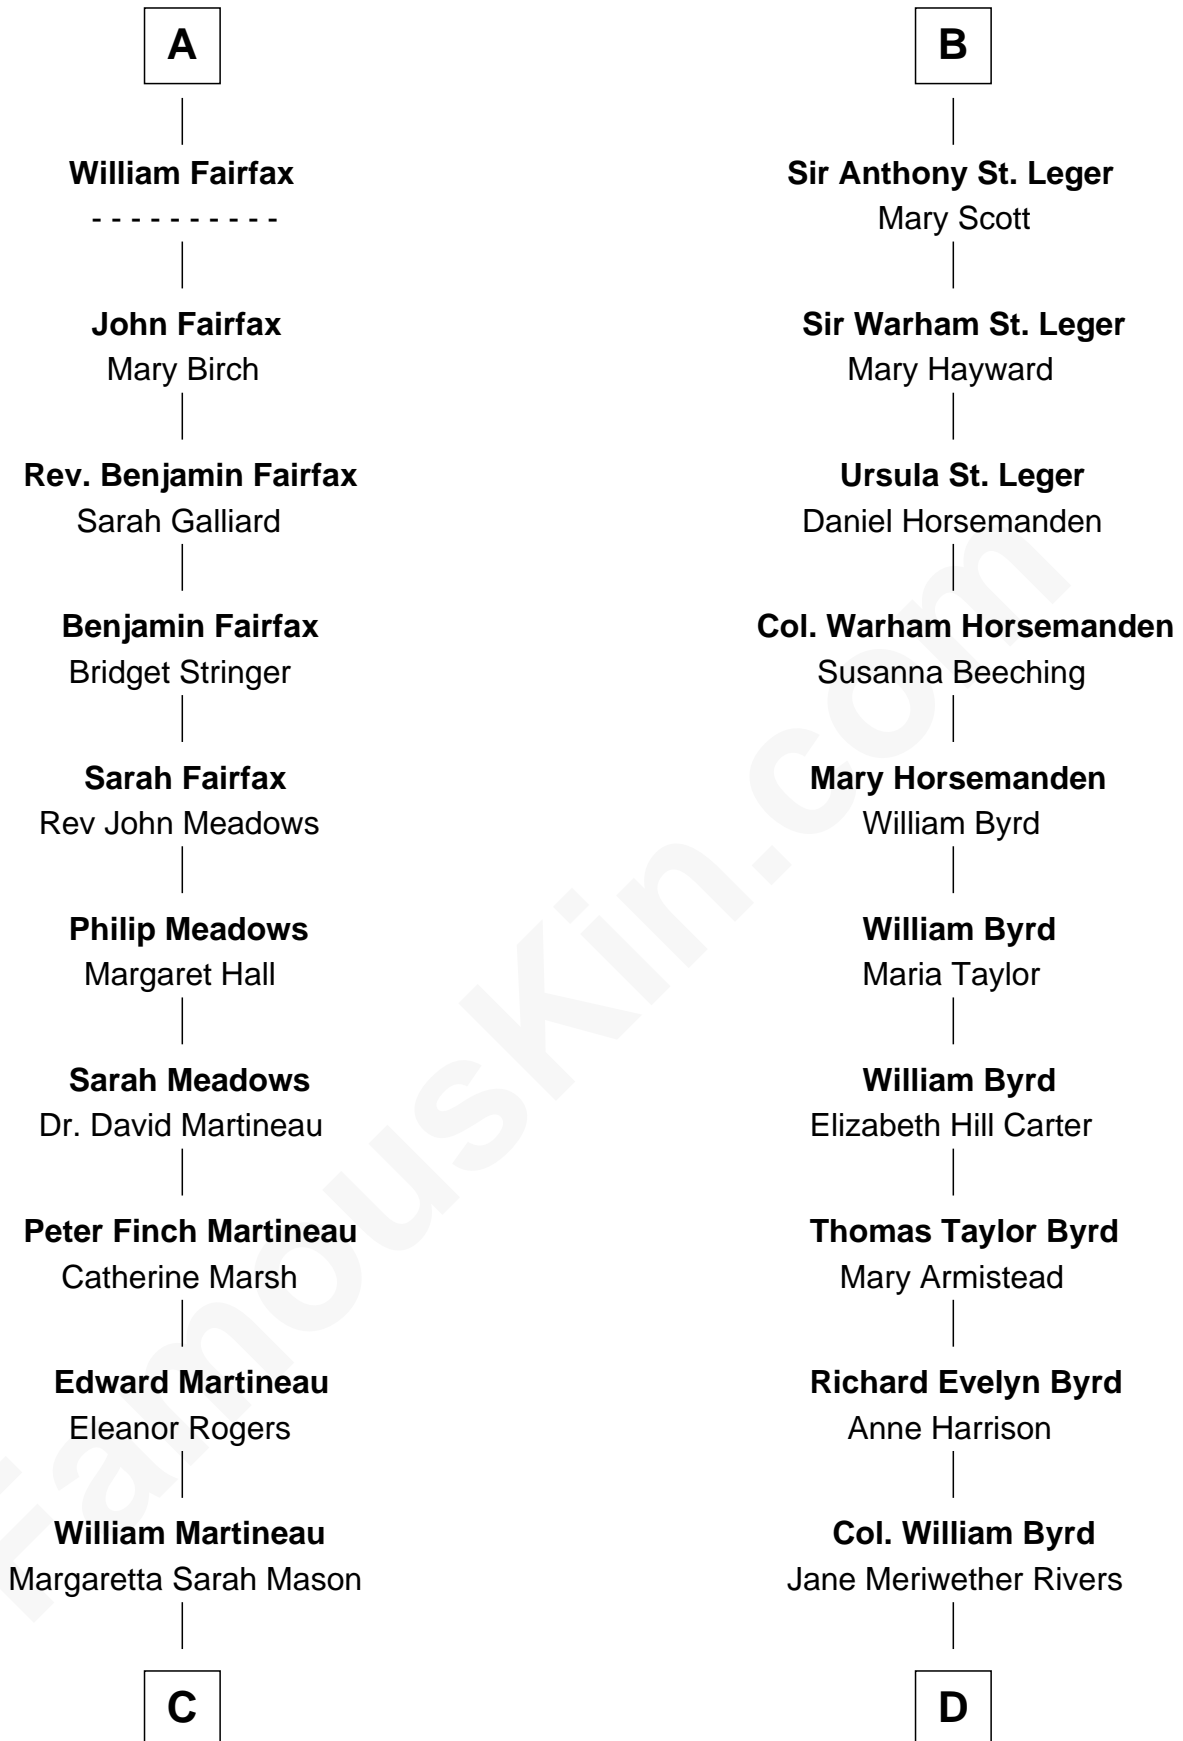 A
William Fairfax
- - - - - - - - - -
John Fairfax
Mary Birch
Rev. Benjamin Fairfax
Sarah Galliard
Benjamin Fairfax
Bridget Stringer
Sarah Fairfax
Rev John Meadows
Philip Meadows
Margaret Hall
Sarah Meadows
Dr. David Martineau
Peter Finch Martineau
Catherine Marsh
Edward Martineau
Eleanor Rogers
William Martineau
Margaretta Sarah Mason
C
B
Sir Anthony St. Leger
Mary Scott
Sir Warham St. Leger
Mary Hayward
Ursula St. Leger
Daniel Horsemanden
Col. Warham Horsemanden
Susanna Beeching
Mary Horsemanden
William Byrd
William Byrd
Maria Taylor
William Byrd
Elizabeth Hill Carter
Thomas Taylor Byrd
Mary Armistead
Richard Evelyn Byrd
Anne Harrison
Col. William Byrd
Jane Meriwether Rivers
D
FamousKin.com